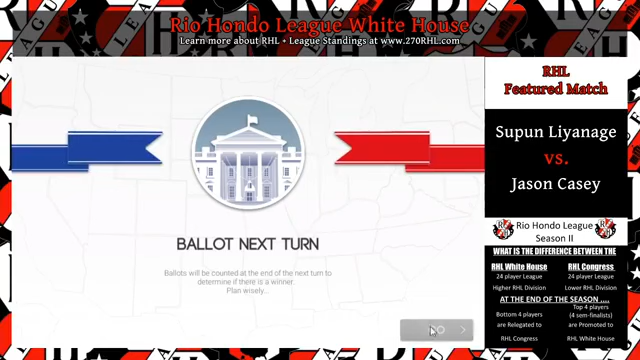 Rio Hondo League White House
Learn more about RHL • League Standings at www.270RHL.com
BALLOT NEXT TURN
Ballots will be counted at the end of the next turn to
determine if there is a winner.
Plan wisely...
RHL
Featured Match
Supun Liyanage
vs.
Jason Casey
Rio Hondo League
Season II
WHAT IS THE DIFFERENCE BETWEEN THE
RHL White House
24 player League
Higher RHL Division
RHL Congress
24 player League
Lower RHL Division
AT THE END OF THE SEASON ....
Bottom 4 players
are Relegated to
RHL Congress
Top 4 players
(4 semi-finalists)
are Promoted to
RHL White House